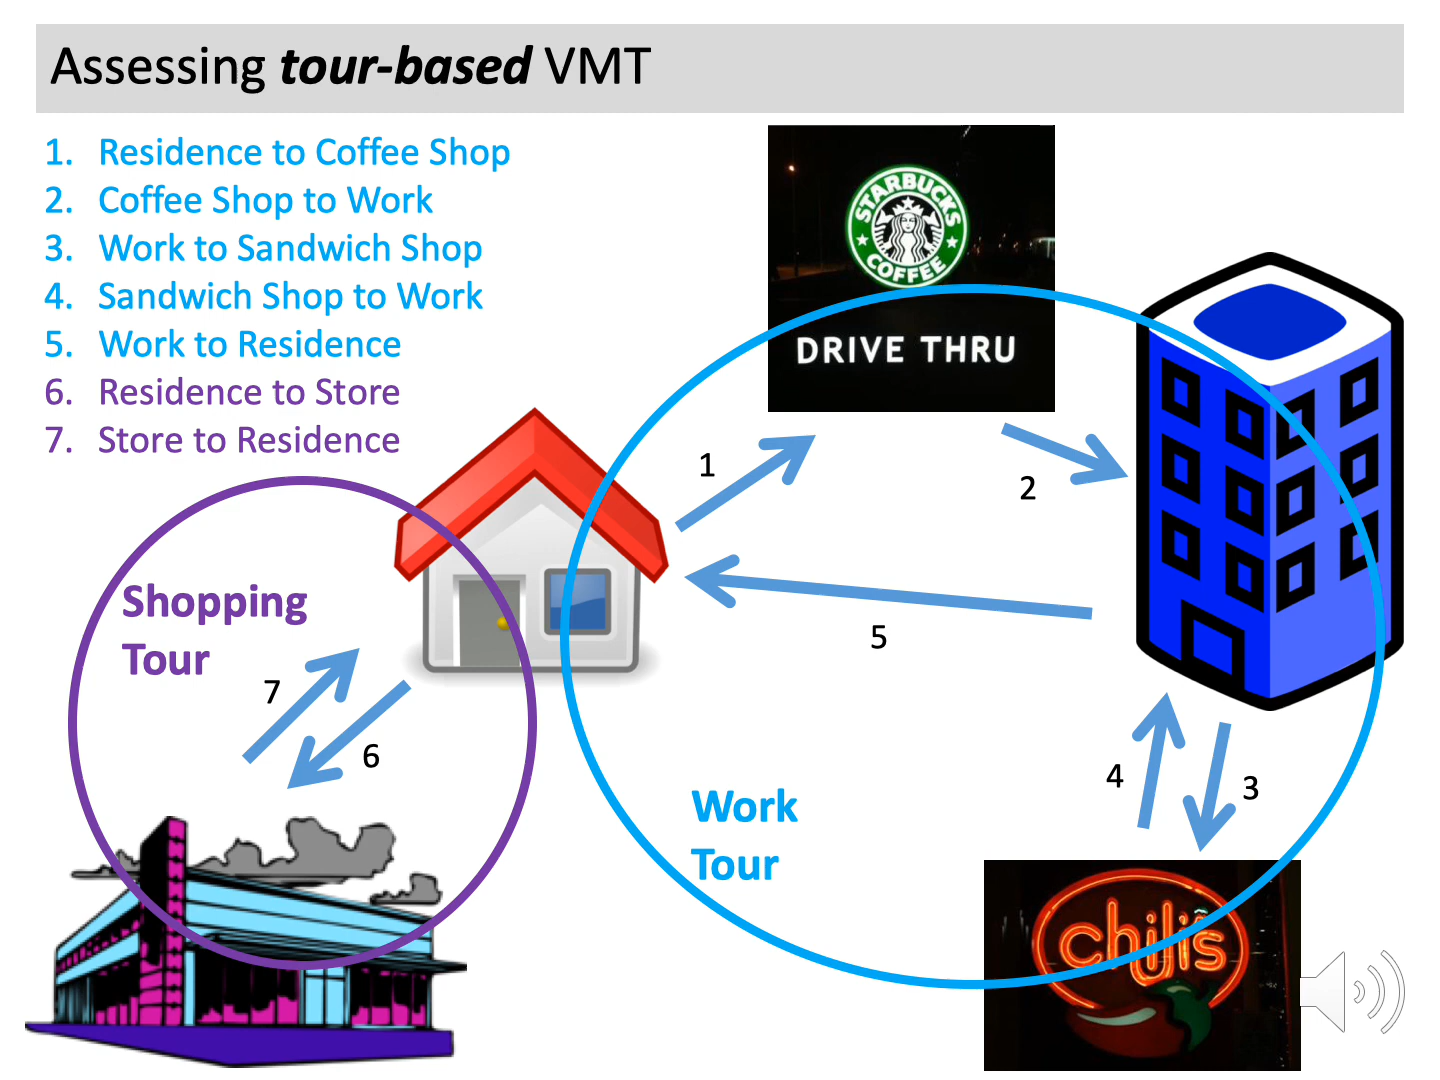 Assessing tour-based VMT
1. Residence to Coffee Shop
2. Coffee Shop to Work
3. Work to Sandwich Shop
4. Sandwich Shop to Work
5. Work to Residence
6. Residence to Store
7. Store to Residence
STARBUCKS
COFFEE
DRIVE THRU
1
2
5
Shopping
Tour
7
6
4
3
Work
Tour
chili's